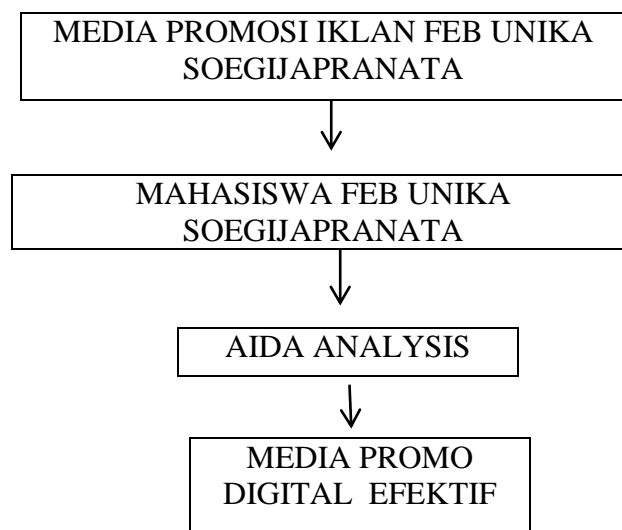 MEDIA PROMOSI IKLAN FEB UNIKA
SOEGIJAPRANATA
MAHASISWA FEB UNIKA
SOEGIJAPRANATA
AIDA ANALYSIS
MEDIA PROMO
DIGITAL EFEKTIF